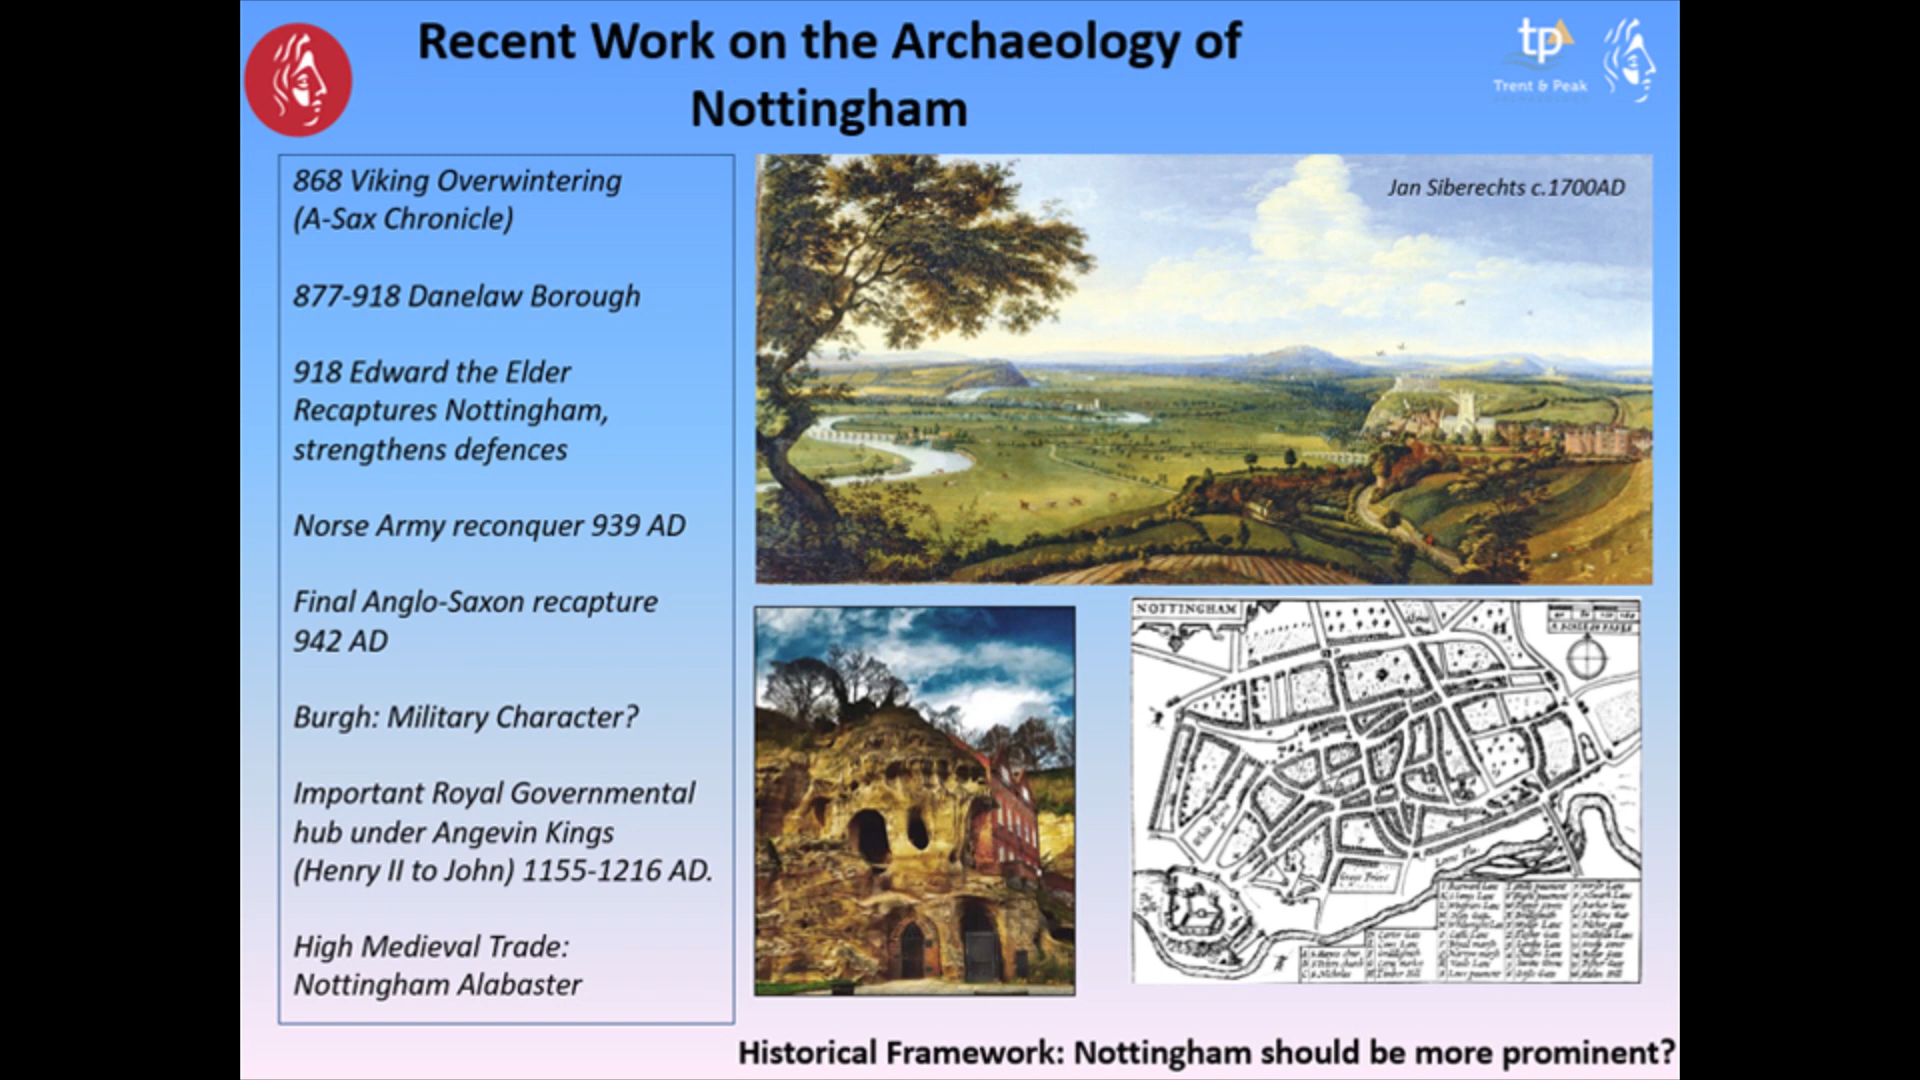 Recent Work on the Archaeology of
Nottingham
tp
Trent & Peak
868 Viking Overwintering
(A-Sax Chronicle)
877-918 Danelaw Borough
918 Edward the Elder
Recaptures Nottingham,
strengthens defences
Norse Army reconquer 939 AD
Final Anglo-Saxon recapture
942 AD
Burgh: Military Character?
Important Royal Governmental
hub under Angevin Kings
(Henry II to John) 1155-1216 AD.
High Medieval Trade:
Nottingham Alabaster
Jan Siberechts c.1700AD
NOTTINGHAM
Historical Framework: Nottingham should be more prominent?